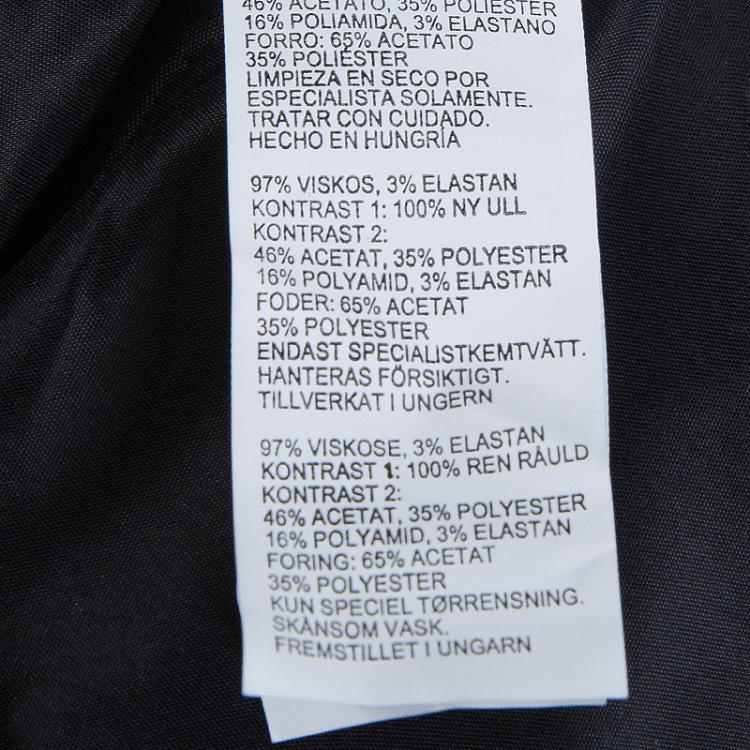 46% ACETATO, 35% POLIÉSTER
16% POLIAMIDA, 3% ELASTANO
FORRO: 65% ACETATO
35% POLIÉSTER
LIMPIEZA EN SECO POR
ESPECIALISTA SOLAMENTE.
TRATAR CON CUIDADO.
HECHO EN HUNGRÍA
97% VISKOS, 3% ELASTAN
KONTRAST 1: 100% NY ULL
KONTRAST 2:
46% ACETAT, 35% POLYESTER
16% POLYAMID, 3% ELASTAN
FODER: 65% ACETAT
35% POLYESTER
ENDAST SPECIALISTKEMTVÄTT.
HANTERAS FÖRSIKTIGT.
TILLVERKAT I UNGERN
97% VISKOSE, 3% ELASTAN
KONTRAST 1: 100% REN RÅULD
KONTRAST 2:
46% ACETAT, 35% POLYESTER
16% POLYAMID, 3% ELASTAN
FORING: 65% ACETAT
35% POLYESTER
KUN SPECIEL TØRRENSNING.
SKÅNSOM VASK.
FREMSTILLET I UNGARN